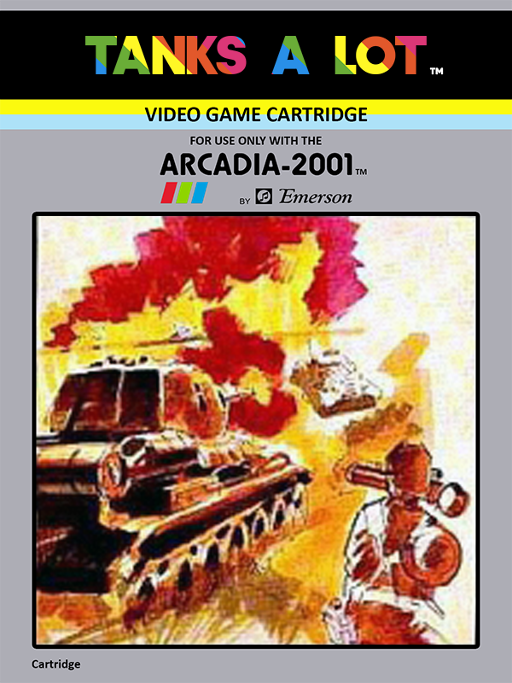 TANKS A LOT™
VIDEO GAME CARTRIDGE
FOR USE ONLY WITH THE
ARCADIA-2001™
BY Emerson
Cartridge